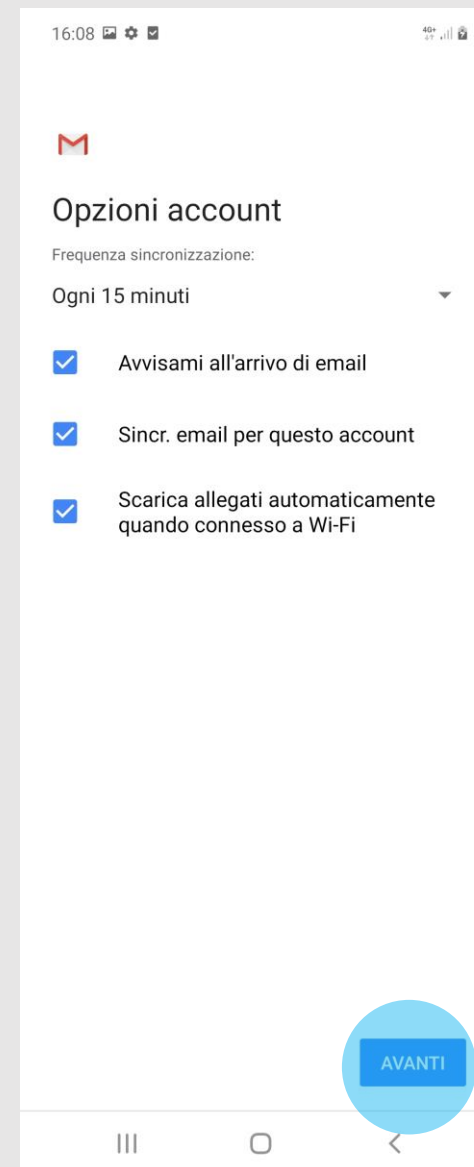 16:08
4G+
Opzioni account
Frequenza sincronizzazione:
Ogni 15 minuti
Avvisami all'arrivo di email
Sincr. email per questo account
Scarica allegati automaticamente
quando connesso a Wi-Fi
AVANTI